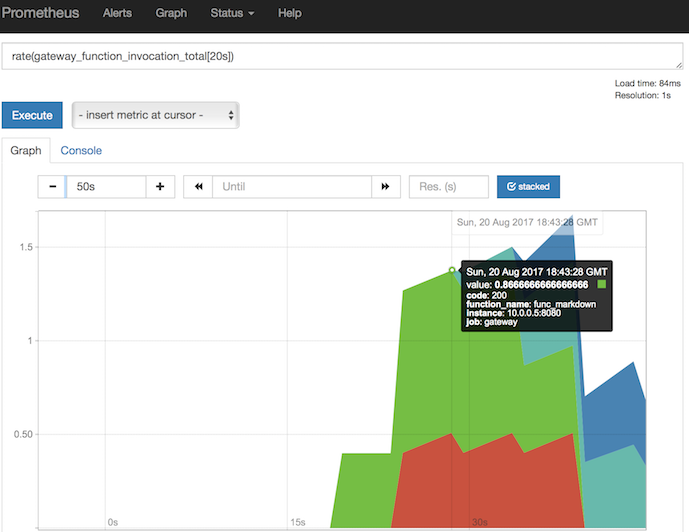 Prometheus Alerts Graph Status Help
rate(gateway_function_invocation_total[20s])
Load time: 84ms
Resolution: 1s
Execute - insert metric at cursor -
Graph Console
50s Until Res. (s) stacked
Sun, 20 Aug 2017 18:43:28 GMT
1.5
Sun, 20 Aug 2017 18:43:28 GMT
value: 0.8666666666666666
code: 200
function_name: func_markdown
instance: 10.0.0.5:8080
job: gateway
1
0.50
0s 15s 30s